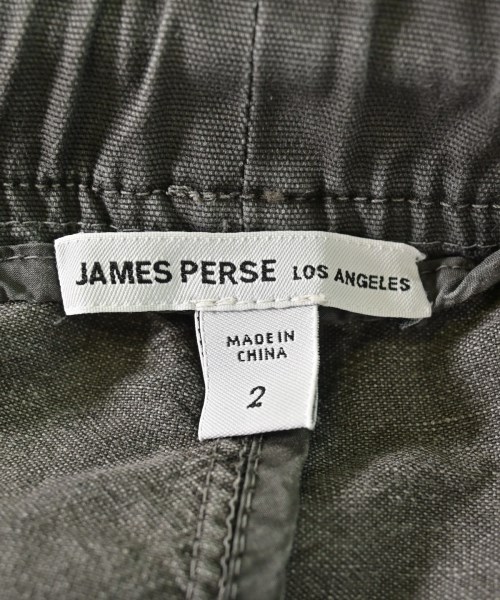 JAMES PERSE LOS ANGELES
MADE IN
CHINA
2